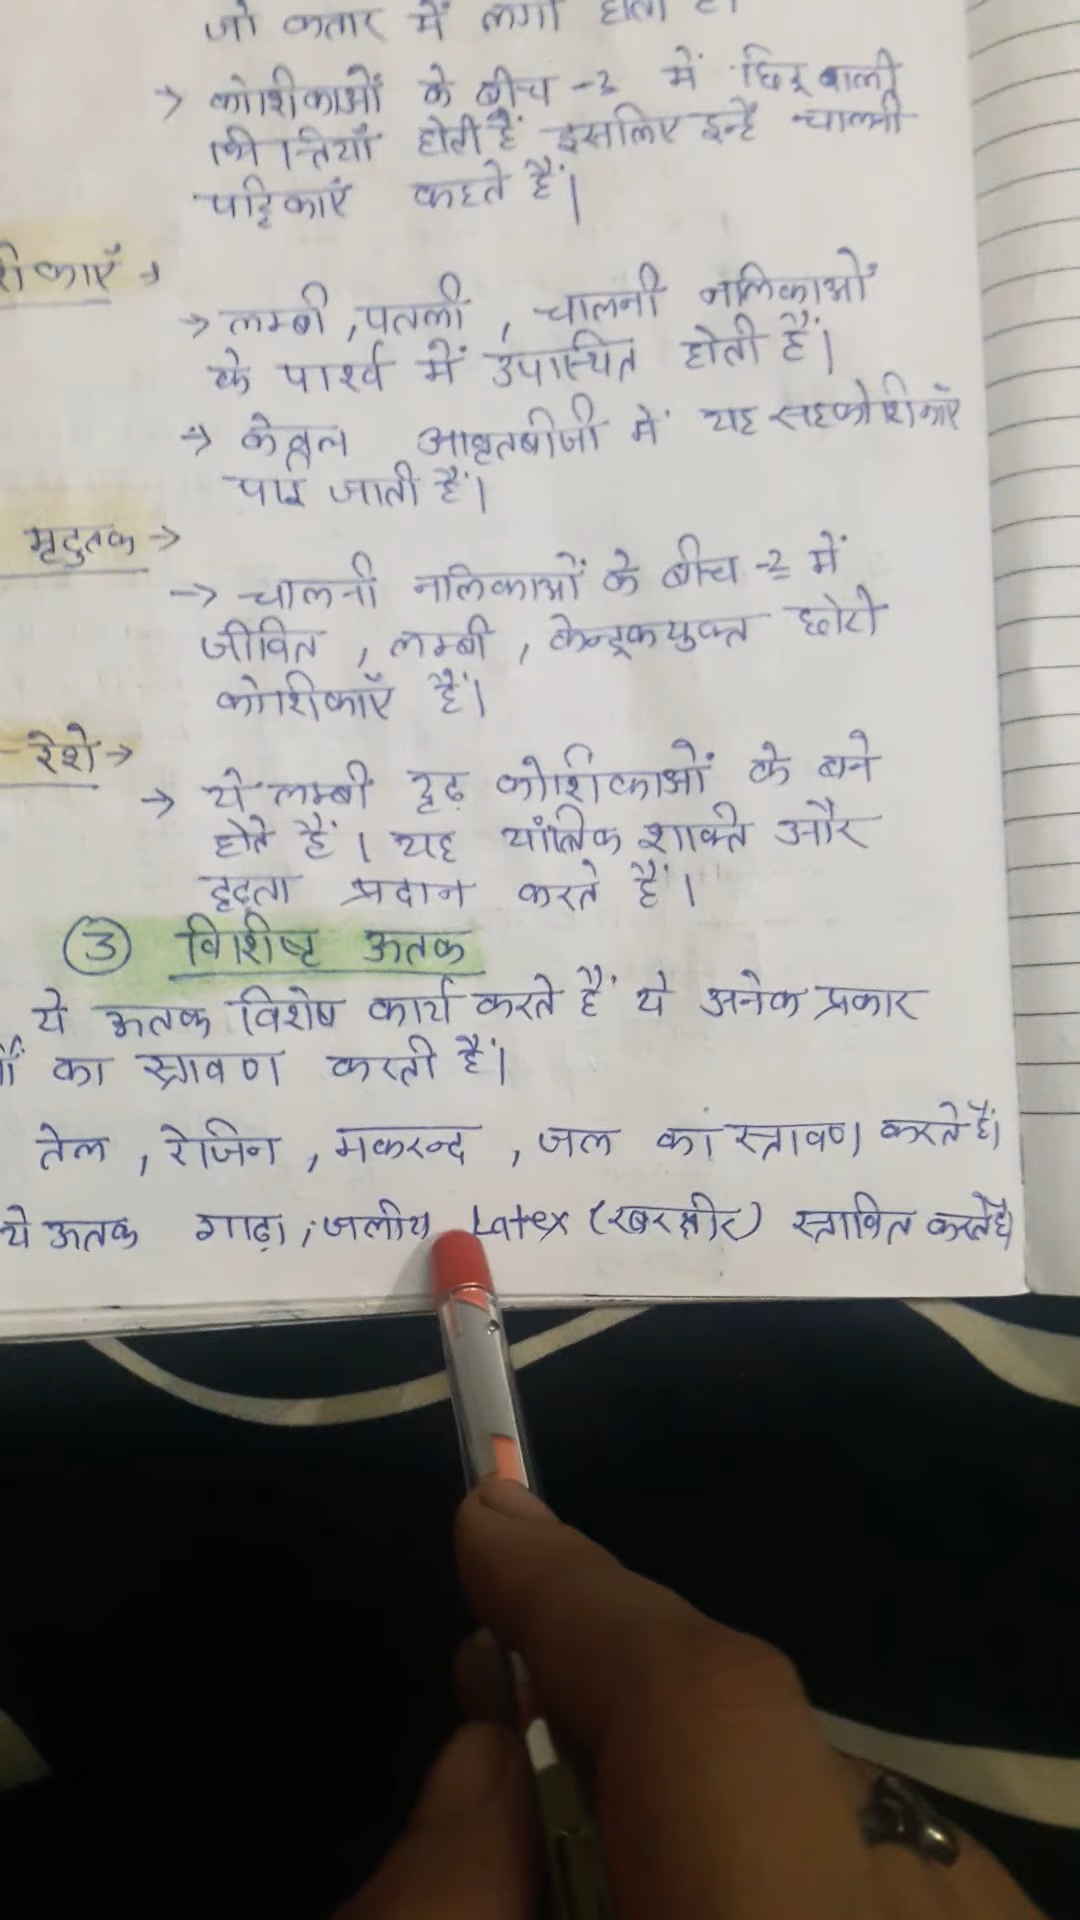 जो कतार में लगी होती है।
→ कोशिकाओं के बीच -2 में छिद्र वाली
भित्तियाँ होती हैं इसलिए इन्हें चालनी
पट्टिकाएँ कहते हैं।
काएँ →
→ लम्बी, पतली, चालनी नलिकाओं
के पार्श्व में उपास्थित होती हैं।
→ केवल आवृतबीजी में यह सहकोशिकाएँ
पाई जाती हैं।
मृदुतक →
→ चालनी नलिकाओं के बीच -2 में
जीवित, लम्बी, केन्द्रकयुक्त छोटी
कोशिकाएँ हैं।
- रेशे →
→ ये लम्बी दृढ़ कोशिकाओं के बने
होते हैं। यह यांत्रिक शाक्ति और
दृढ़ता प्रदान करते हैं।
③ विशिष्ट ऊतक
ये ऊतक विशेष कार्य करते हैं ये अनेक प्रकार
का स्त्रावण करती हैं।
तेल, रेजिन, मकरन्द, जल का स्त्रावण करते हैं।
ये ऊतक गाढ़ा, जलीय Latex (रबरक्षीर) स्त्रावित करते है।